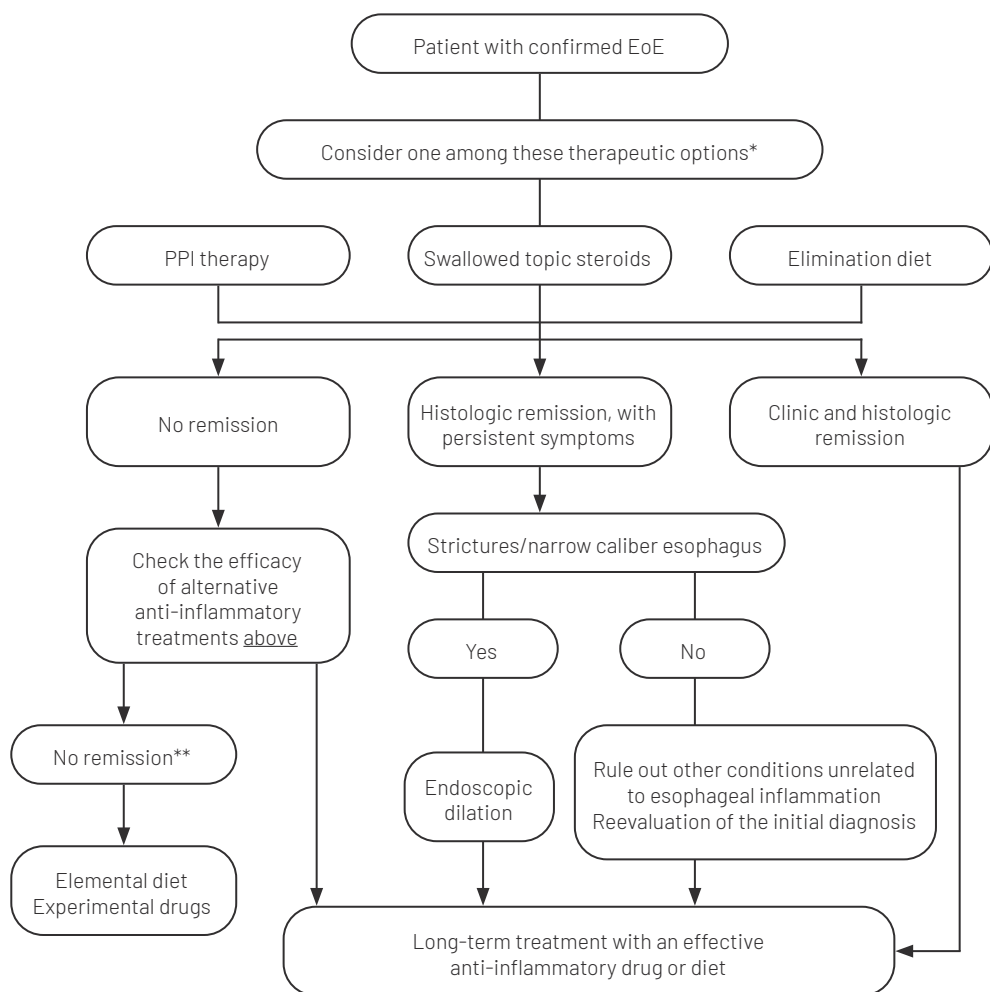 Patient with confirmed EoE
Consider one among these therapeutic options*
PPI therapy
Swallowed topic steroids
Elimination diet
No remission
Histologic remission, with
persistent symptoms
Clinic and histologic
remission
Check the efficacy
of alternative
anti-inflammatory
treatments above
Strictures/narrow caliber esophagus
Yes
No
No remission**
Endoscopic
dilation
Rule out other conditions unrelated
to esophageal inflammation
Reevaluation of the initial diagnosis
Elemental diet
Experimental drugs
Long-term treatment with an effective
anti-inflammatory drug or diet